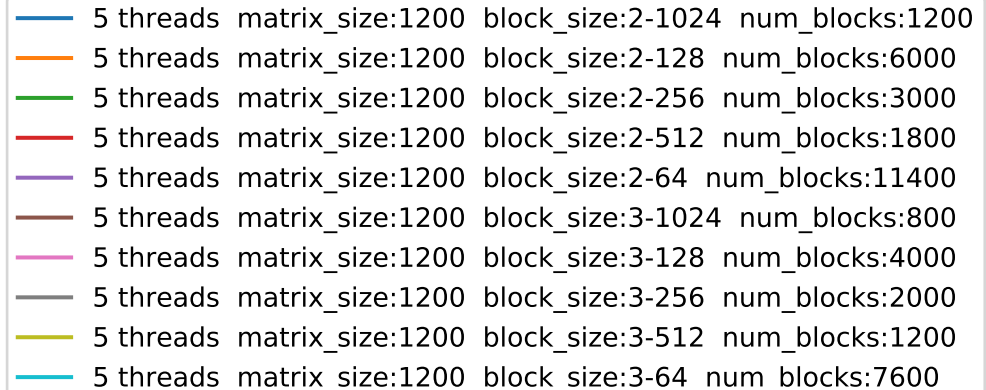 5 threads  matrix_size:1200  block_size:2-1024  num_blocks:1200
5 threads  matrix_size:1200  block_size:2-128  num_blocks:6000
5 threads  matrix_size:1200  block_size:2-256  num_blocks:3000
5 threads  matrix_size:1200  block_size:2-512  num_blocks:1800
5 threads  matrix_size:1200  block_size:2-64  num_blocks:11400
5 threads  matrix_size:1200  block_size:3-1024  num_blocks:800
5 threads  matrix_size:1200  block_size:3-128  num_blocks:4000
5 threads  matrix_size:1200  block_size:3-256  num_blocks:2000
5 threads  matrix_size:1200  block_size:3-512  num_blocks:1200
5 threads  matrix_size:1200  block_size:3-64  num_blocks:7600